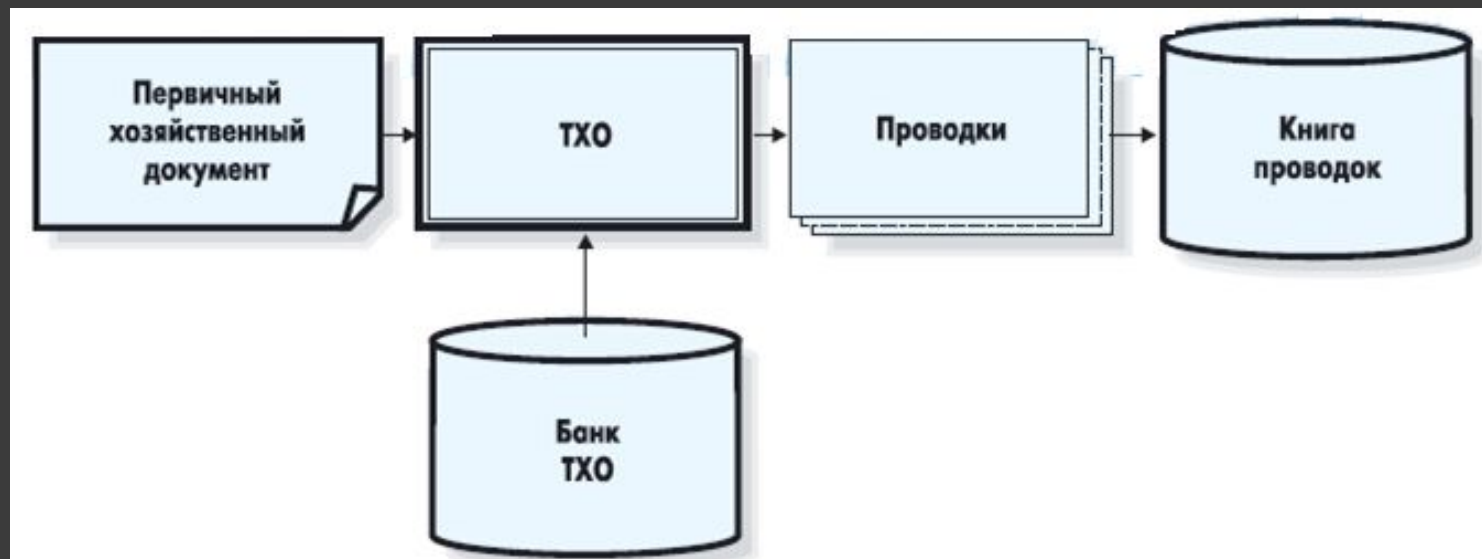 Первичный
хозяйственный
документ
ТХО
Проводки
Книга
проводок
Банк
ТХО